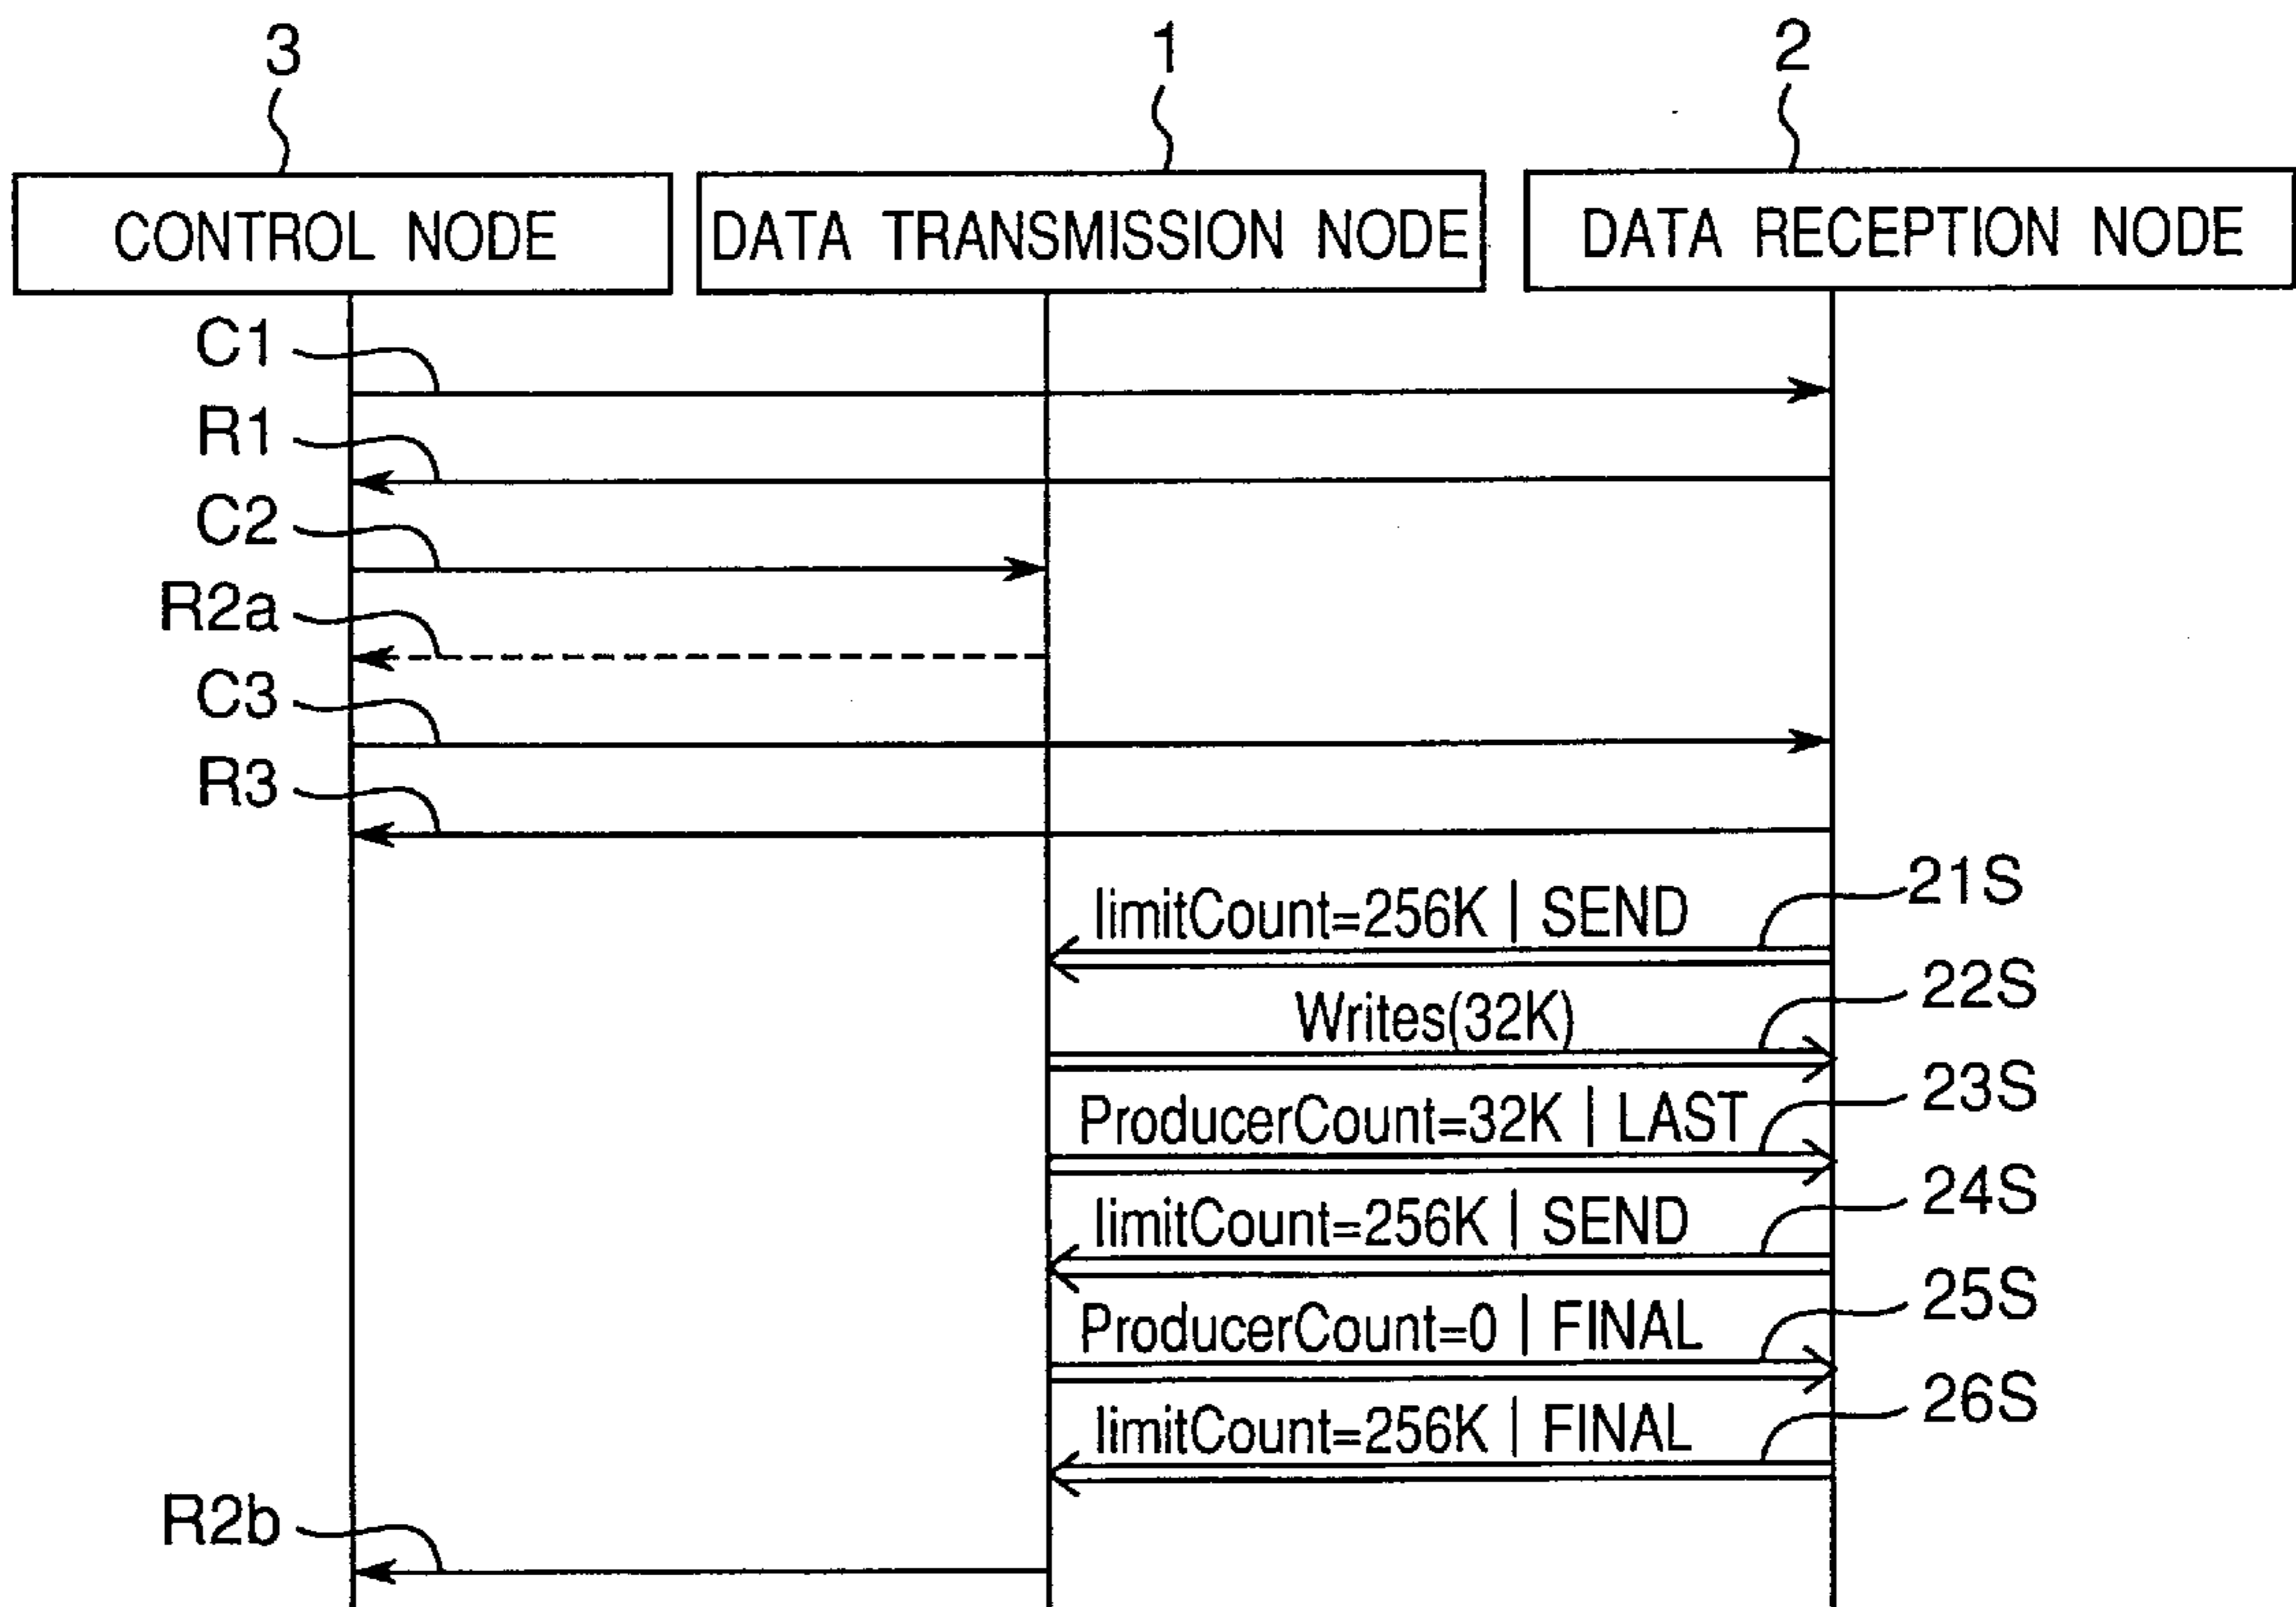 3
1
2
CONTROL NODE
DATA TRANSMISSION NODE
DATA RECEPTION NODE
C1
R1
C2
R2a
C3
R3
limitCount=256K | SEND
21S
Writes(32K)
22S
ProducerCount=32K | LAST
23S
limitCount=256K | SEND
24S
ProducerCount=0 | FINAL
25S
limitCount=256K | FINAL
26S
R2b